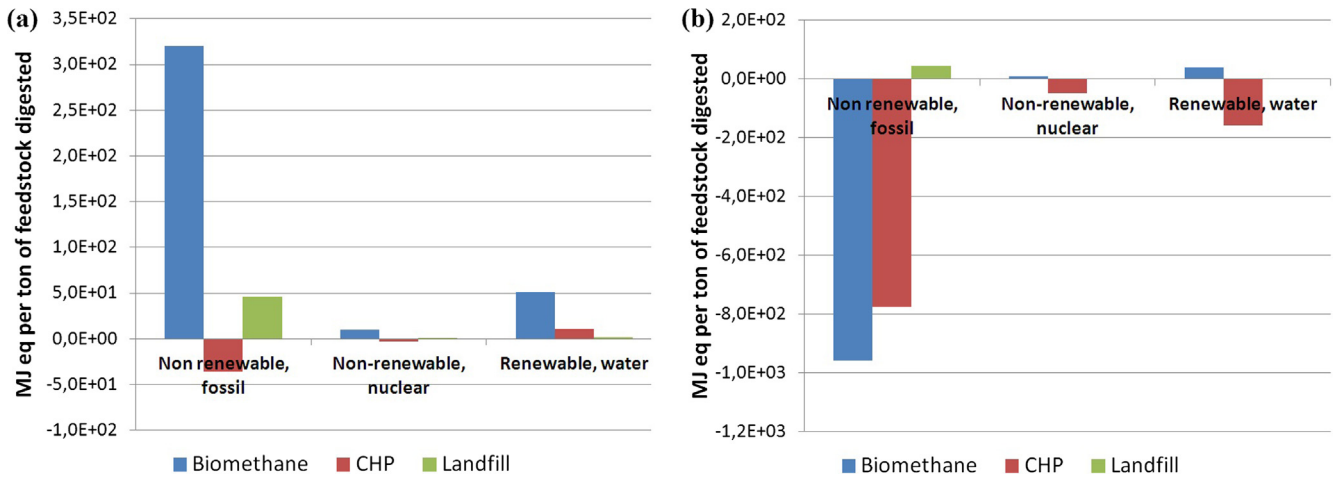 (a)
MJ eq per ton of feedstock digested
3,5E+02
3,0E+02
2,5E+02
2,0E+02
1,5E+02
1,0E+02
5,0E+01
0,0E+00
-5,0E+01
-1,0E+02
Non renewable,
fossil
Non-renewable,
nuclear
Renewable, water
Biomethane
CHP
Landfill
(b)
MJ eq per ton of feedstock digested
2,0E+02
0,0E+00
-2,0E+02
-4,0E+02
-6,0E+02
-8,0E+02
-1,0E+03
-1,2E+03
Non renewable,
fossil
Non-renewable,
nuclear
Renewable, water
Biomethane
CHP
Landfill